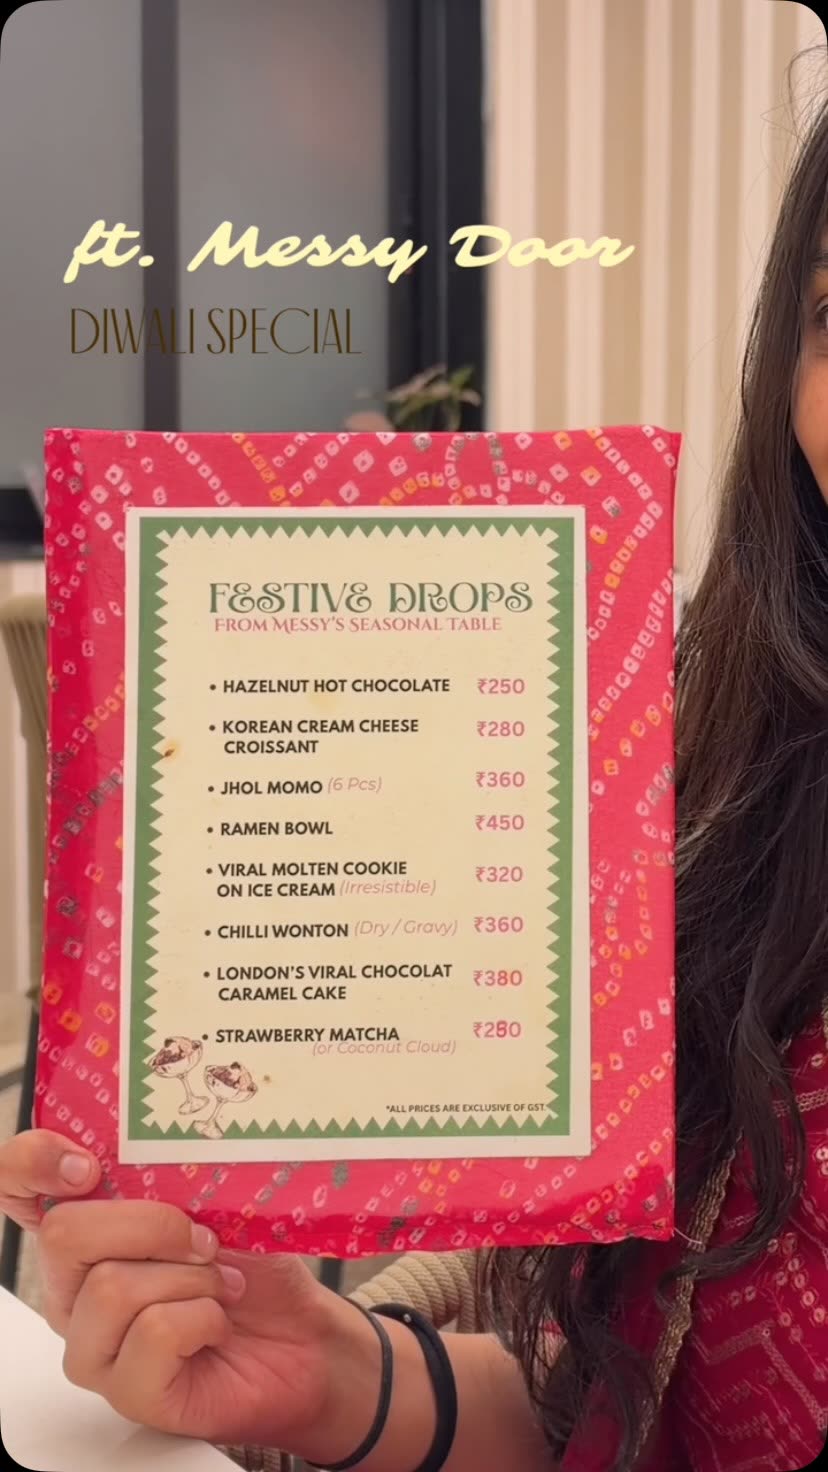 ft. Messy Door
DIWALI SPECIAL
FESTIVE DROPS
FROM MESSY'S SEASONAL TABLE
• HAZELNUT HOT CHOCOLATE ₹250
• KOREAN CREAM CHEESE
CROISSANT ₹280
• JHOL MOMO (6 Pcs) ₹360
• RAMEN BOWL ₹450
• VIRAL MOLTEN COOKIE
ON ICE CREAM (Irresistible) ₹320
• CHILLI WONTON (Dry / Gravy) ₹360
• LONDON'S VIRAL CHOCOLAT
CARAMEL CAKE ₹380
• STRAWBERRY MATCHA ₹280
(or Coconut Cloud)
*ALL PRICES ARE EXCLUSIVE OF GST.